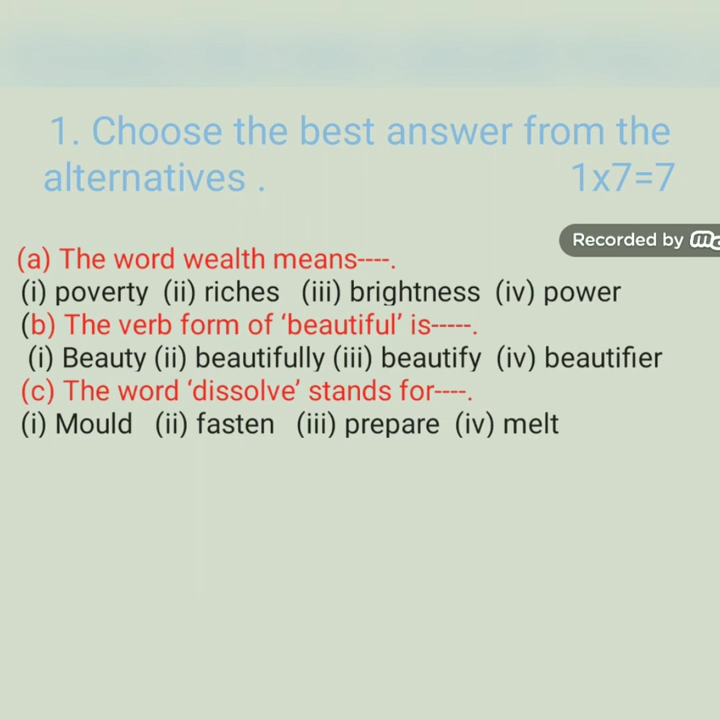 1. Choose the best answer from the
alternatives . 1x7=7
Recorded by
(a) The word wealth means----.
(i) poverty (ii) riches (iii) brightness (iv) power
(b) The verb form of ‘beautiful’ is-----.
(i) Beauty (ii) beautifully (iii) beautify (iv) beautifier
(c) The word ‘dissolve’ stands for----.
(i) Mould (ii) fasten (iii) prepare (iv) melt